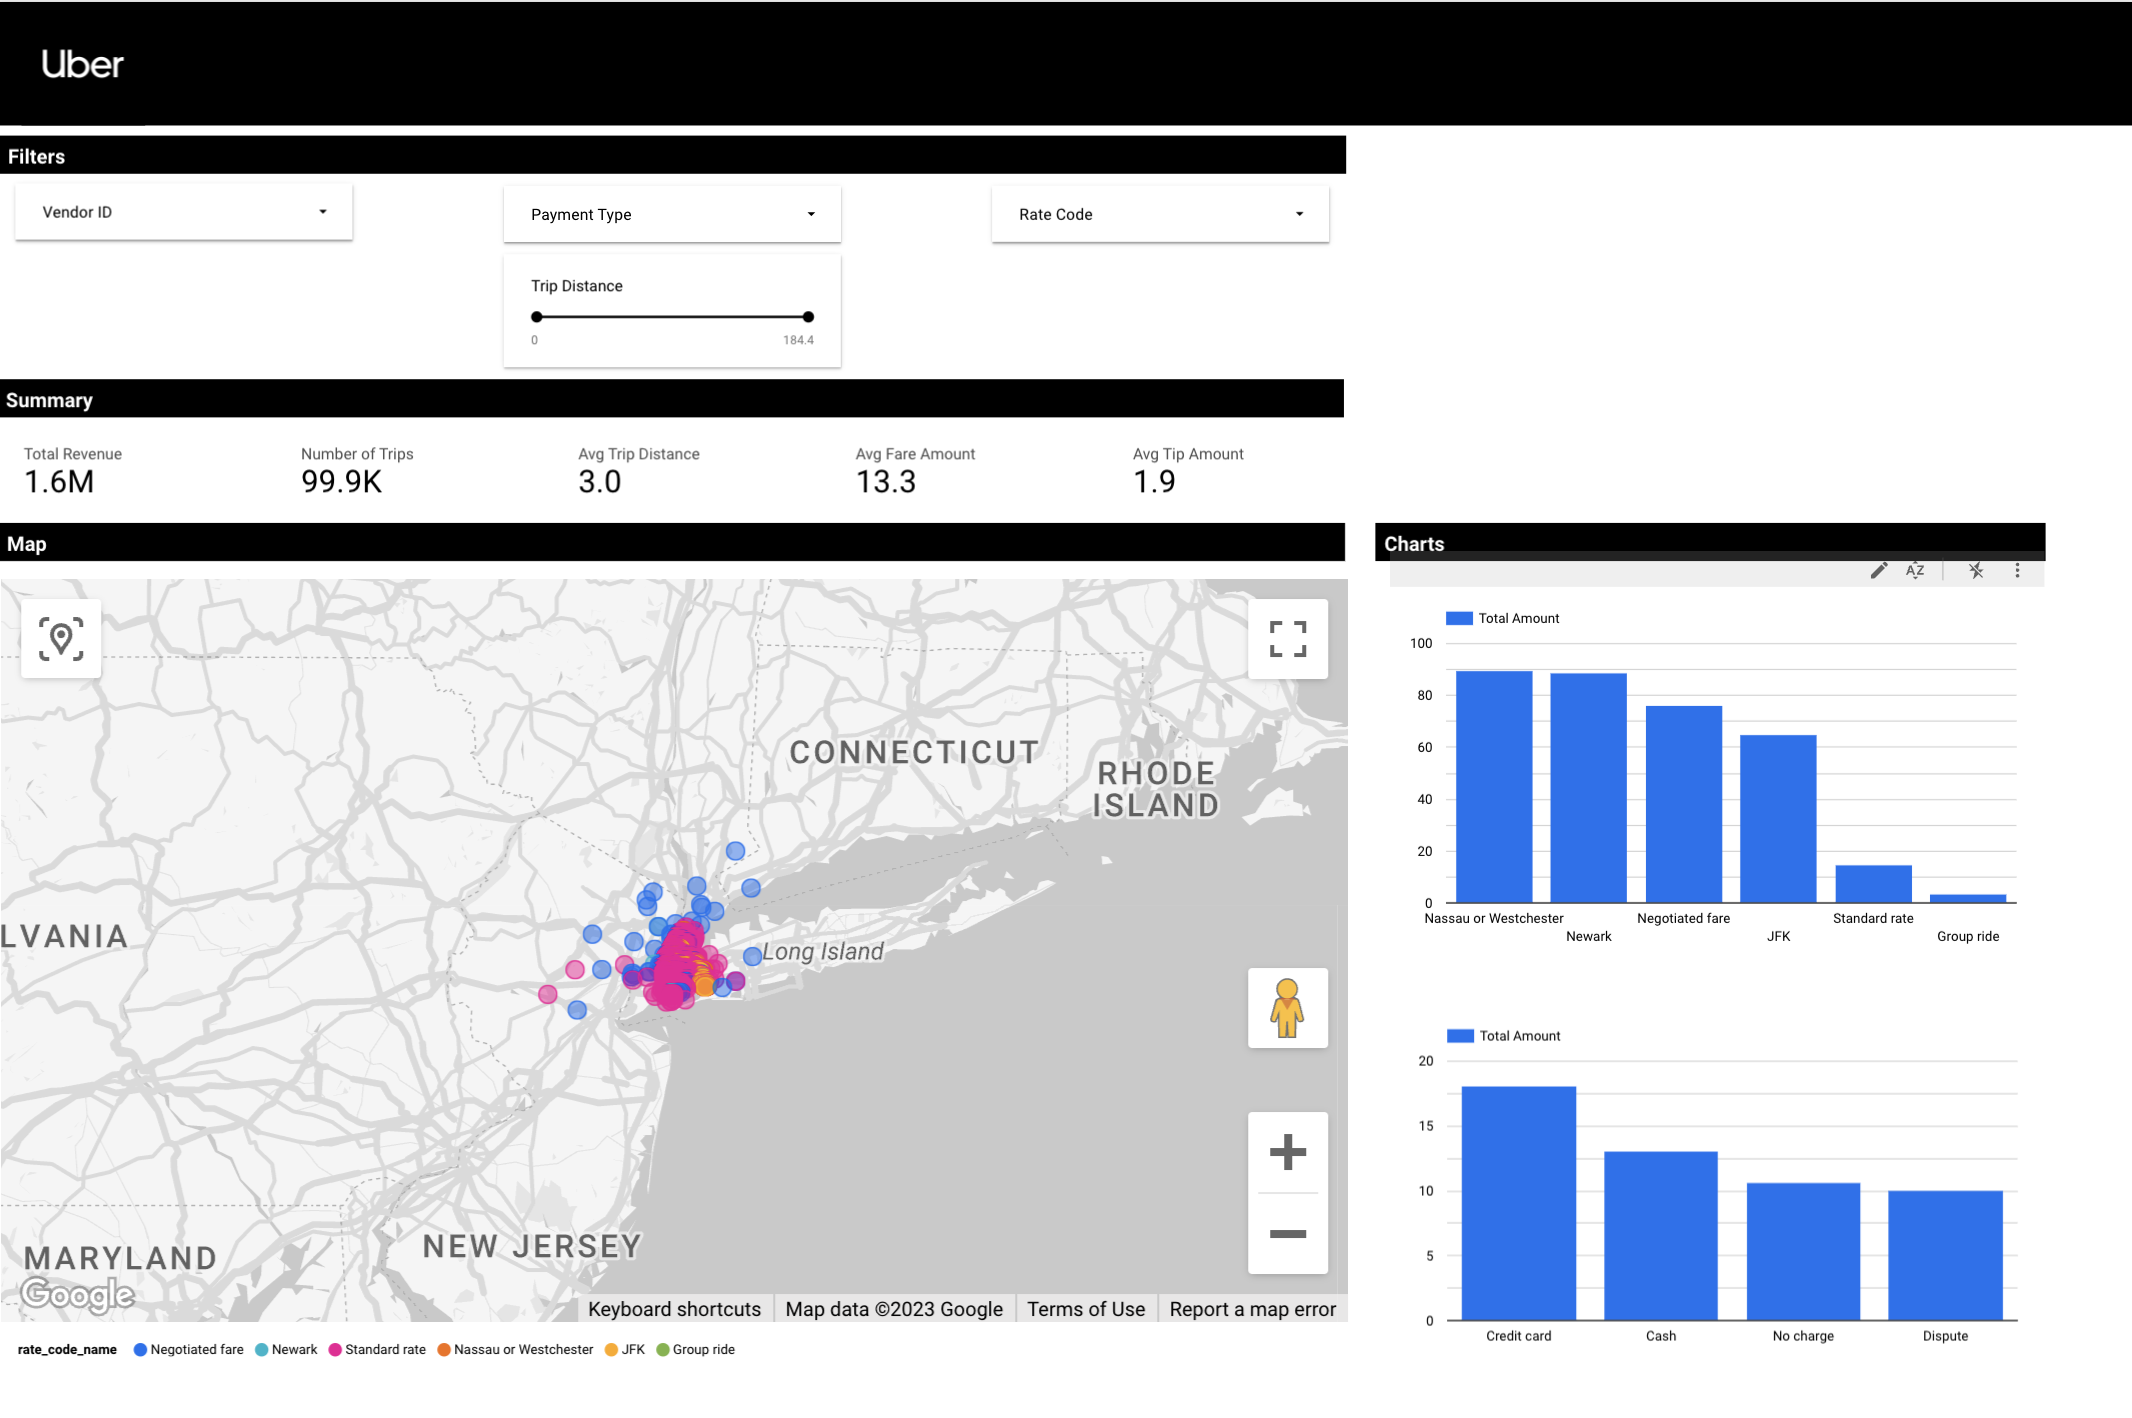 Uber
Filters
Vendor ID
Payment Type
Rate Code
Trip Distance
0 184.4
Summary
Total Revenue
1.6M
Number of Trips
99.9K
Avg Trip Distance
3.0
Avg Fare Amount
13.3
Avg Tip Amount
1.9
Map
CONNECTICUT
RHODE
ISLAND
LVANIA
Long Island
NEW JERSEY
MARYLAND
Google
Keyboard shortcuts
Map data ©2023 Google
Terms of Use
Report a map error
rate_code_name Negotiated fare Newark Standard rate Nassau or Westchester JFK Group ride
Charts
AZ
Total Amount
100
80
60
40
20
0
Nassau or Westchester
Newark
Negotiated fare
JFK
Standard rate
Group ride
Total Amount
20
15
10
5
0
Credit card
Cash
No charge
Dispute